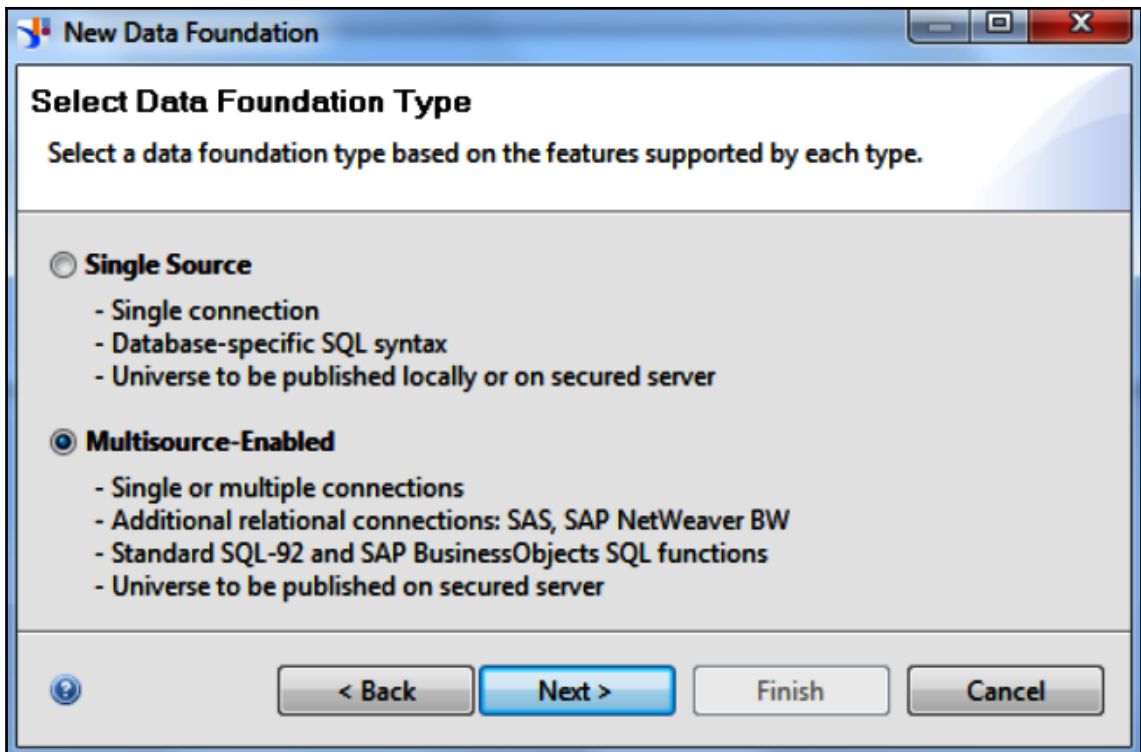 New Data Foundation
Select Data Foundation Type
Select a data foundation type based on the features supported by each type.
Single Source
- Single connection
- Database-specific SQL syntax
- Universe to be published locally or on secured server
Multisource-Enabled
- Single or multiple connections
- Additional relational connections: SAS, SAP NetWeaver BW
- Standard SQL-92 and SAP BusinessObjects SQL functions
- Universe to be published on secured server
< Back Next > Finish Cancel